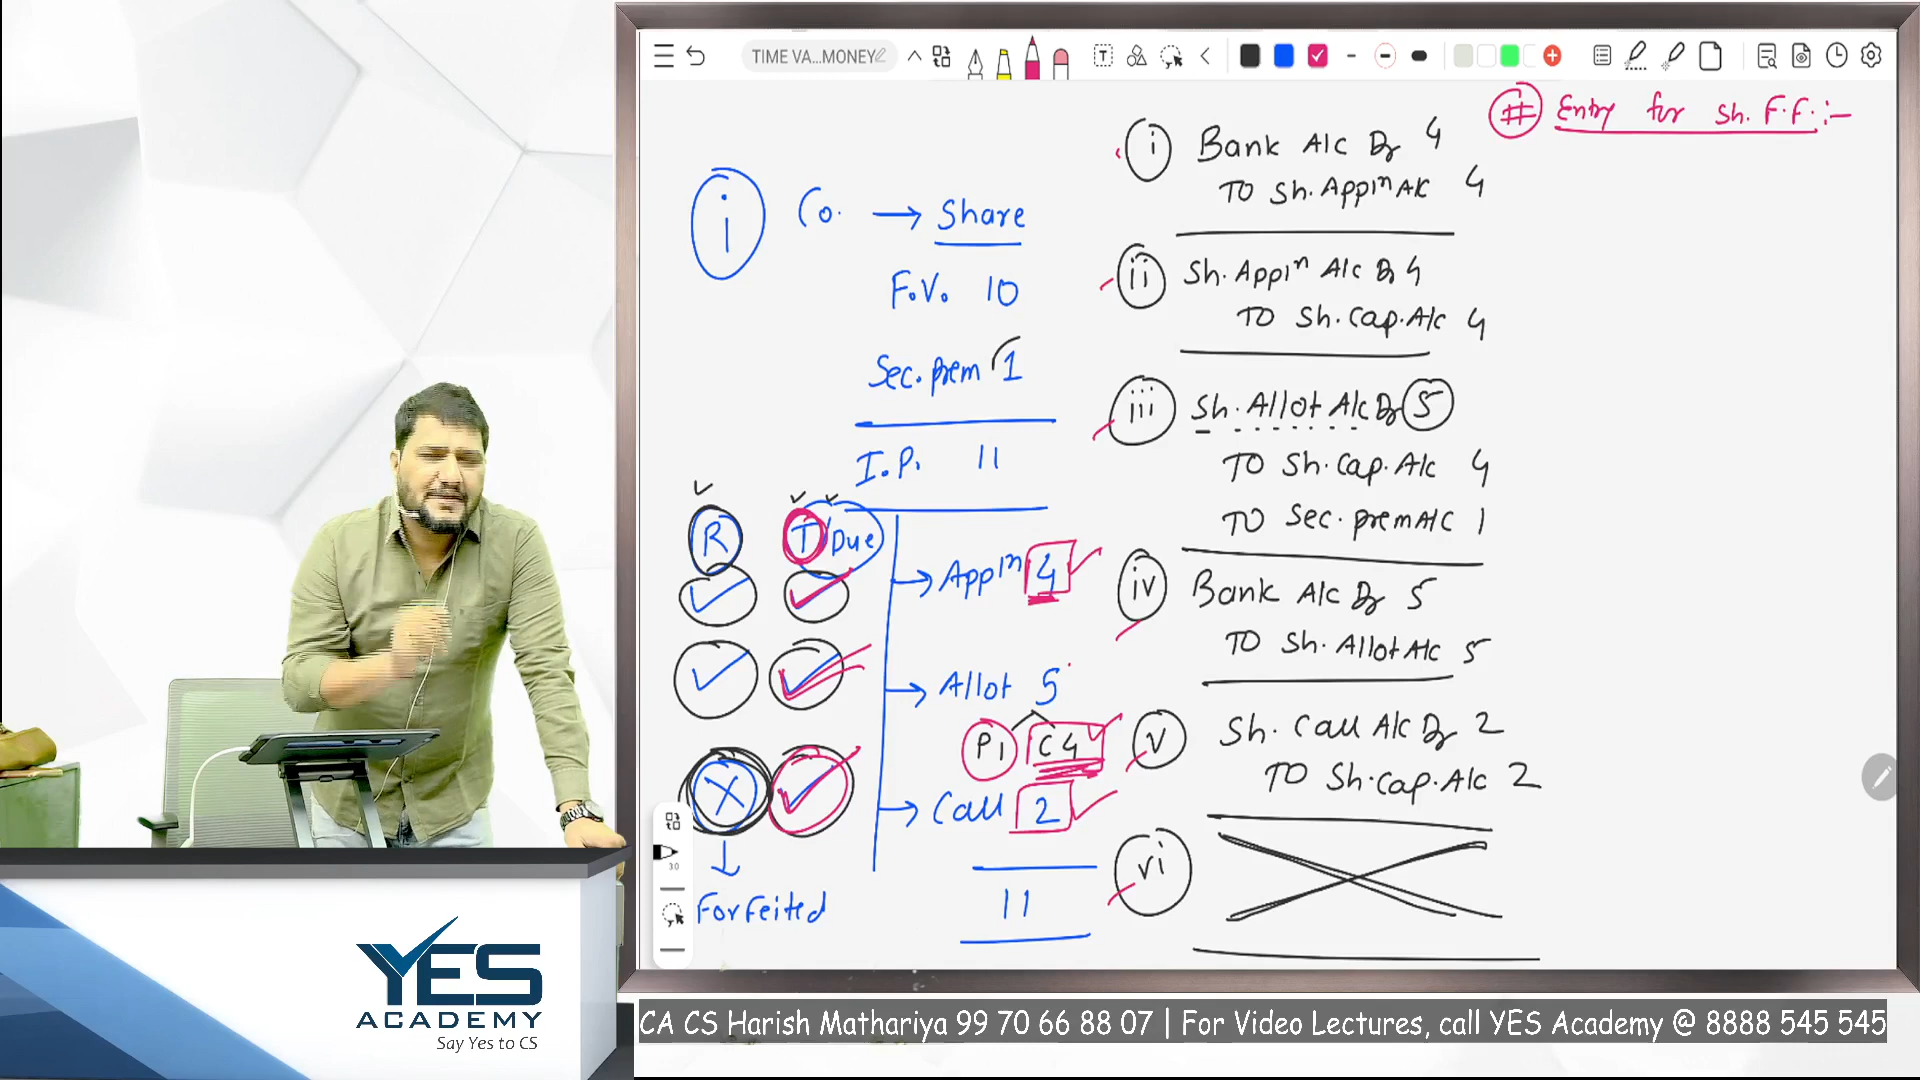 TIME VA...MONEY
# Entry for Sh. F.F. :-
i Co. → Share
F.V. 10
Sec. prem 1
I.P. 11
R T/Due
→ Appln 4
→ Allot 5
P1 C4
→ Call 2
11
X
↓
Forfeited
30
i Bank A/c Dr 4
TO Sh. Appln A/c 4
ii Sh. Appln A/c Dr 4
TO Sh. Cap. A/c 4
iii Sh. Allot A/c Dr 5
TO Sh. Cap. A/c 4
TO Sec. prem A/c 1
iv Bank A/c Dr 5
TO Sh. Allot A/c 5
v Sh. Call A/c Dr 2
TO Sh. Cap. A/c 2
vi
YES
ACADEMY
Say Yes to CS
CA CS Harish Mathariya 99 70 66 88 07 | For Video Lectures, call YES Academy @ 8888 545 545